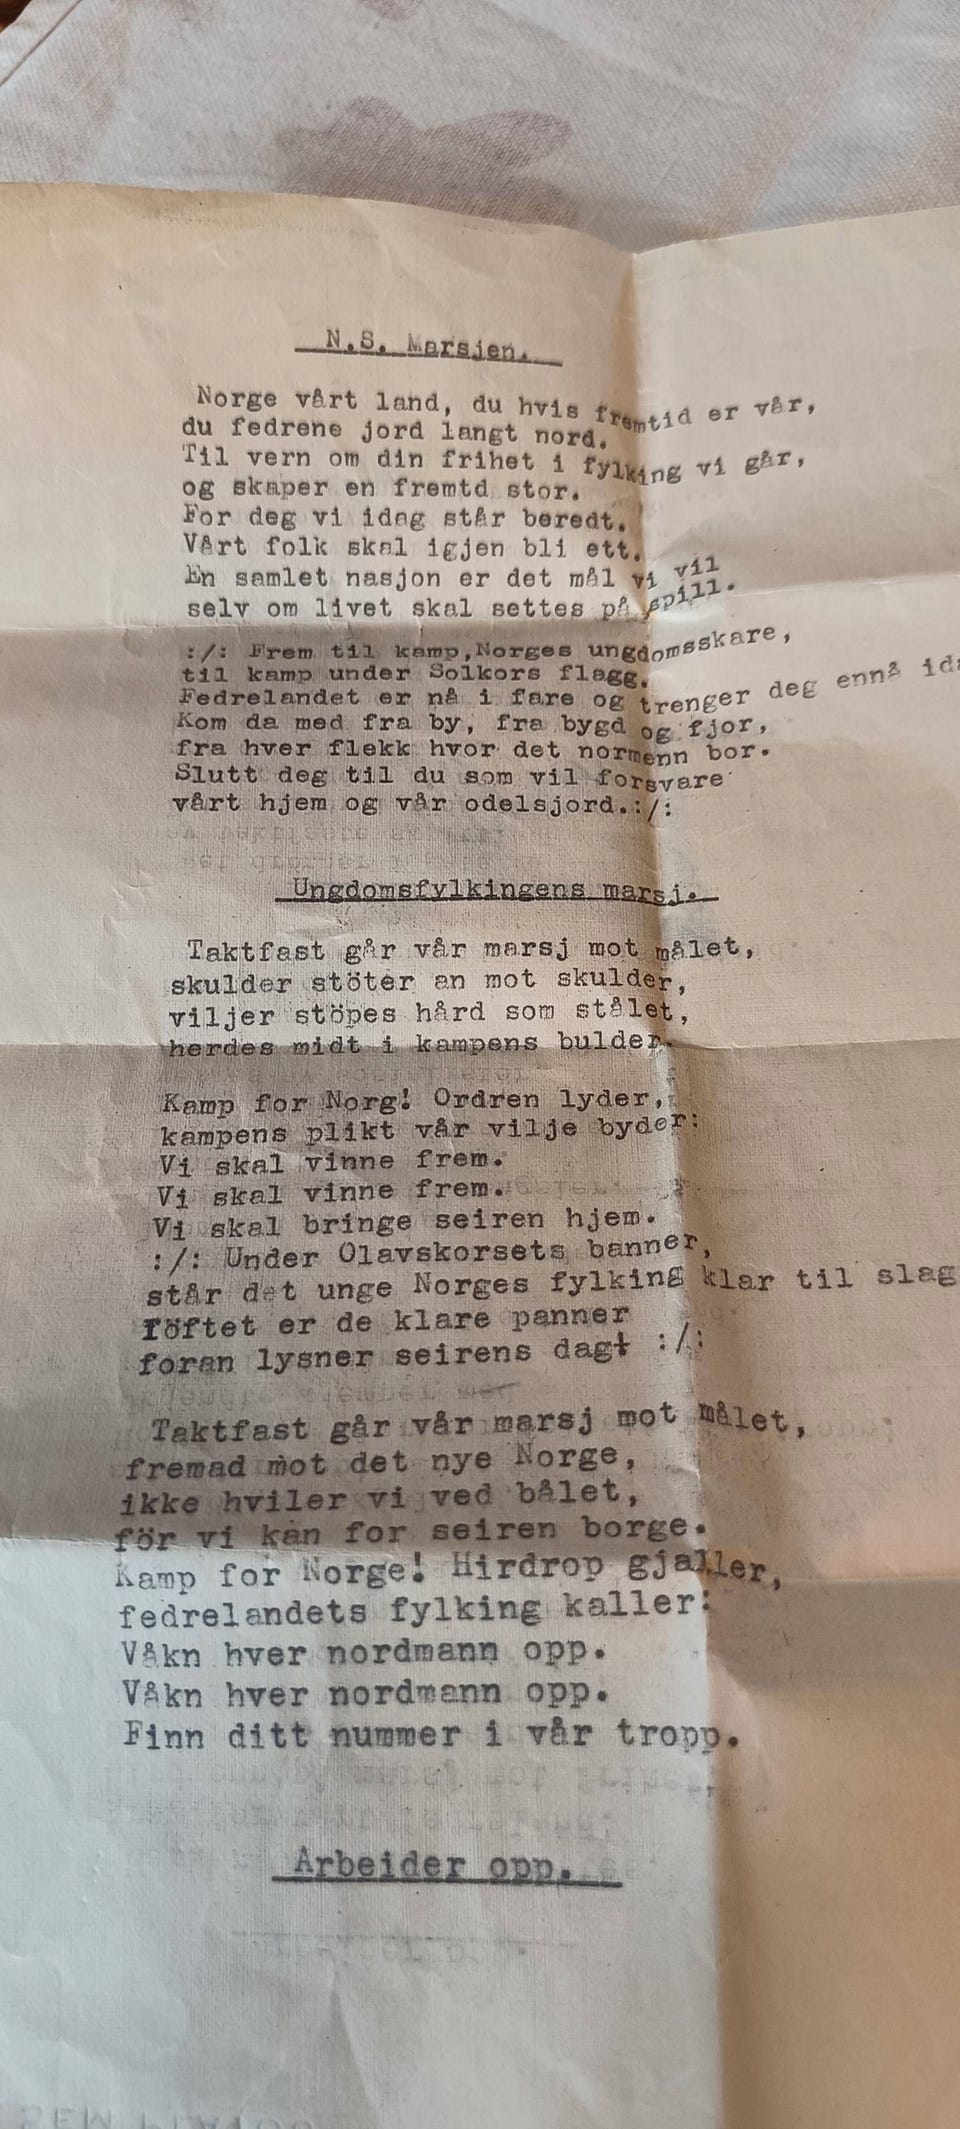 N.S. Marsjen.
Norge vårt land, du hvis fremtid er vår,
du fedrene jord langt nord.
Til vern om din frihet i fylking vi går,
og skaper en fremtd stor.
For deg vi idag står beredt.
Vårt folk skal igjen bli ett.
En samlet nasjon er det mål vi vil
selv om livet skal settes på spill.
:/: Frem til kamp,Norges ungdomsskare,
til kamp under Solkors flagg.
Fedrelandet er nå i fare og trenger deg ennå ida
Kom da med fra by, fra bygd og fjor,
fra hver flekk hvor det normenn bor.
Slutt deg til du som vil forsvare
vårt hjem og vår odelsjord.:/:
Ungdomsfylkingens marsj.
Taktfast går vår marsj mot målet,
skulder stöter an mot skulder,
viljer stöpes hård som stålet,
herdes midt i kampens bulder.
Kamp for Norg! Ordren lyder,
kampens plikt vår vilje byder:
Vi skal vinne frem.
Vi skal vinne frem.
Vi skal bringe seiren hjem.
:/: Under Olavskorsets banner,
står det unge Norges fylking klar til slag
föftet er de klare panner
foran lysner seirens dag :/:
Taktfast går vår marsj mot målet,
fremad mot det nye Norge,
ikke hviler vi ved bålet,
för vi kan for seiren borge.
Kamp for Norge! Hirdrop gjaller,
fedrelandets fylking kaller:
Våkn hver nordmann opp.
Våkn hver nordmann opp.
Finn ditt nummer i vår tropp.
Arbeider opp.